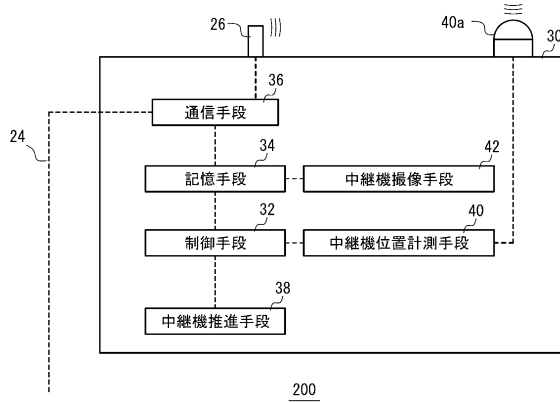 26
40a
30
36
通信手段
24
34
記憶手段
42
中継機撮像手段
32
制御手段
40
中継機位置計測手段
38
中継機推進手段
200